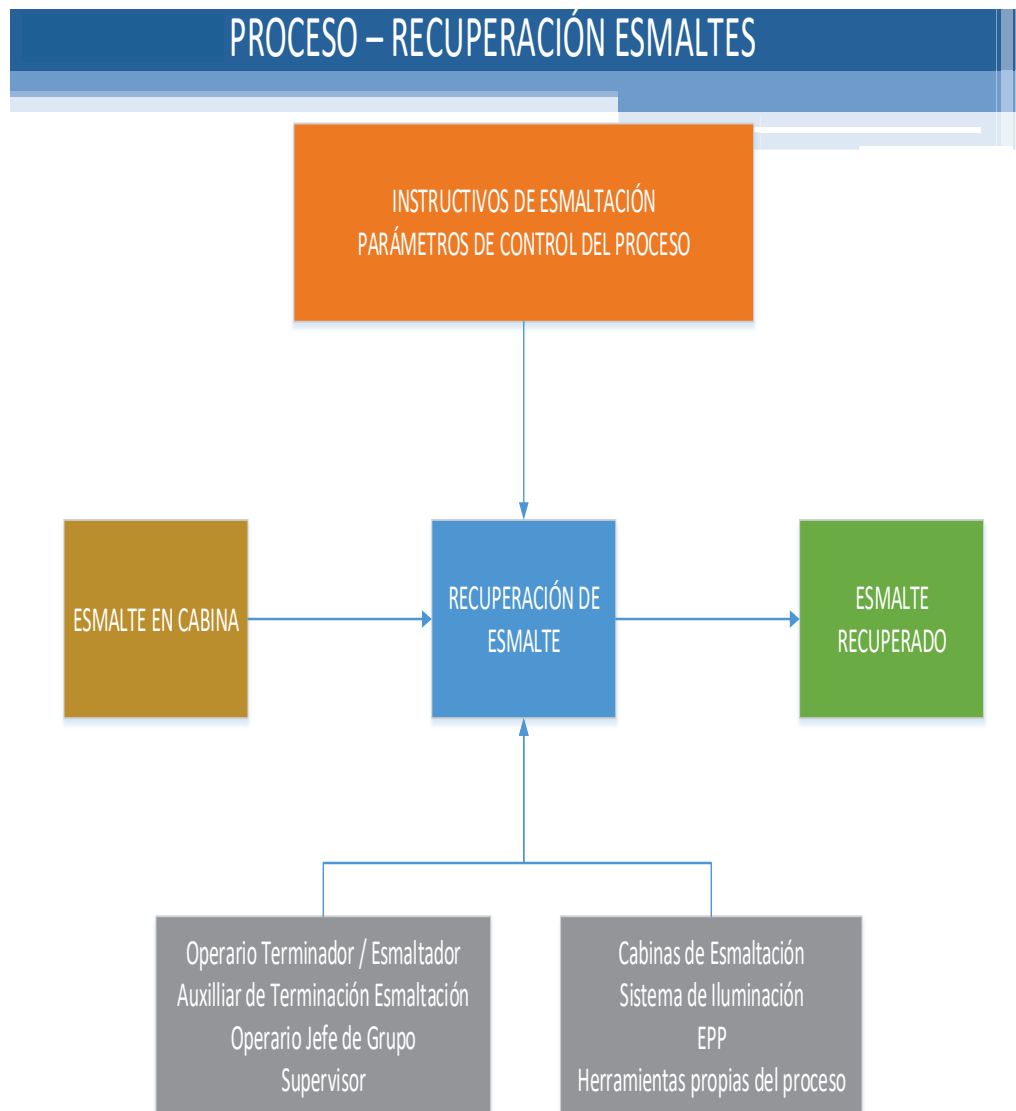 PROCESO – RECUPERACIÓN ESMALTES
INSTRUCTIVOS DE ESMALTACIÓN
PARÁMETROS DE CONTROL DEL PROCESO
ESMALTE EN CABINA
RECUPERACIÓN DE
ESMALTE
ESMALTE
RECUPERADO
Operario Terminador / Esmaltador
Auxilliar de Terminación Esmaltación
Operario Jefe de Grupo
Supervisor
Cabinas de Esmaltación
Sistema de Iluminación
EPP
Herramientas propias del proceso